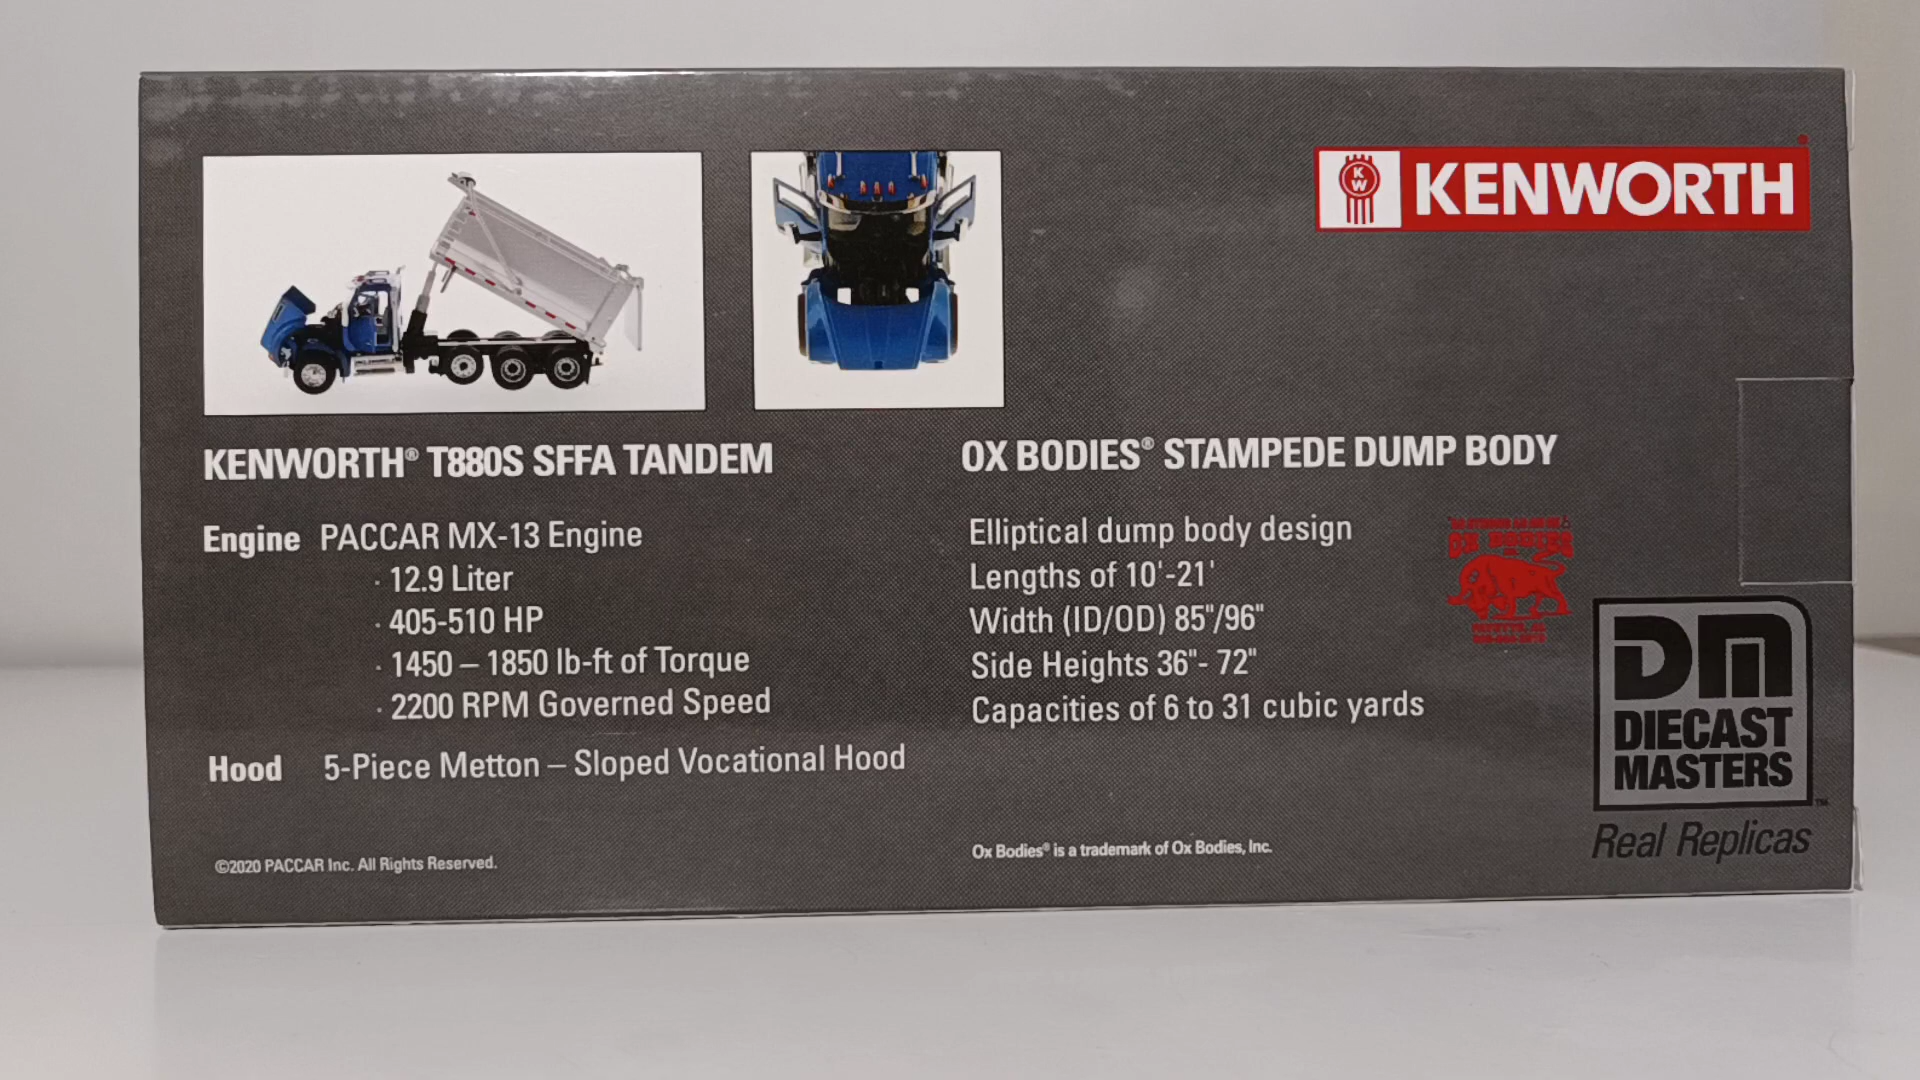 KW KENWORTH
KENWORTH® T880S SFFA TANDEM
Engine PACCAR MX-13 Engine
· 12.9 Liter
· 405-510 HP
· 1450 – 1850 lb-ft of Torque
· 2200 RPM Governed Speed
Hood 5-Piece Metton – Sloped Vocational Hood
©2020 PACCAR Inc. All Rights Reserved.
OX BODIES® STAMPEDE DUMP BODY
Elliptical dump body design
Lengths of 10'-21'
Width (ID/OD) 85"/96"
Side Heights 36"- 72"
Capacities of 6 to 31 cubic yards
OX BODIES
Ox Bodies® is a trademark of Ox Bodies, Inc.
DM
DIECAST
MASTERS™
Real Replicas